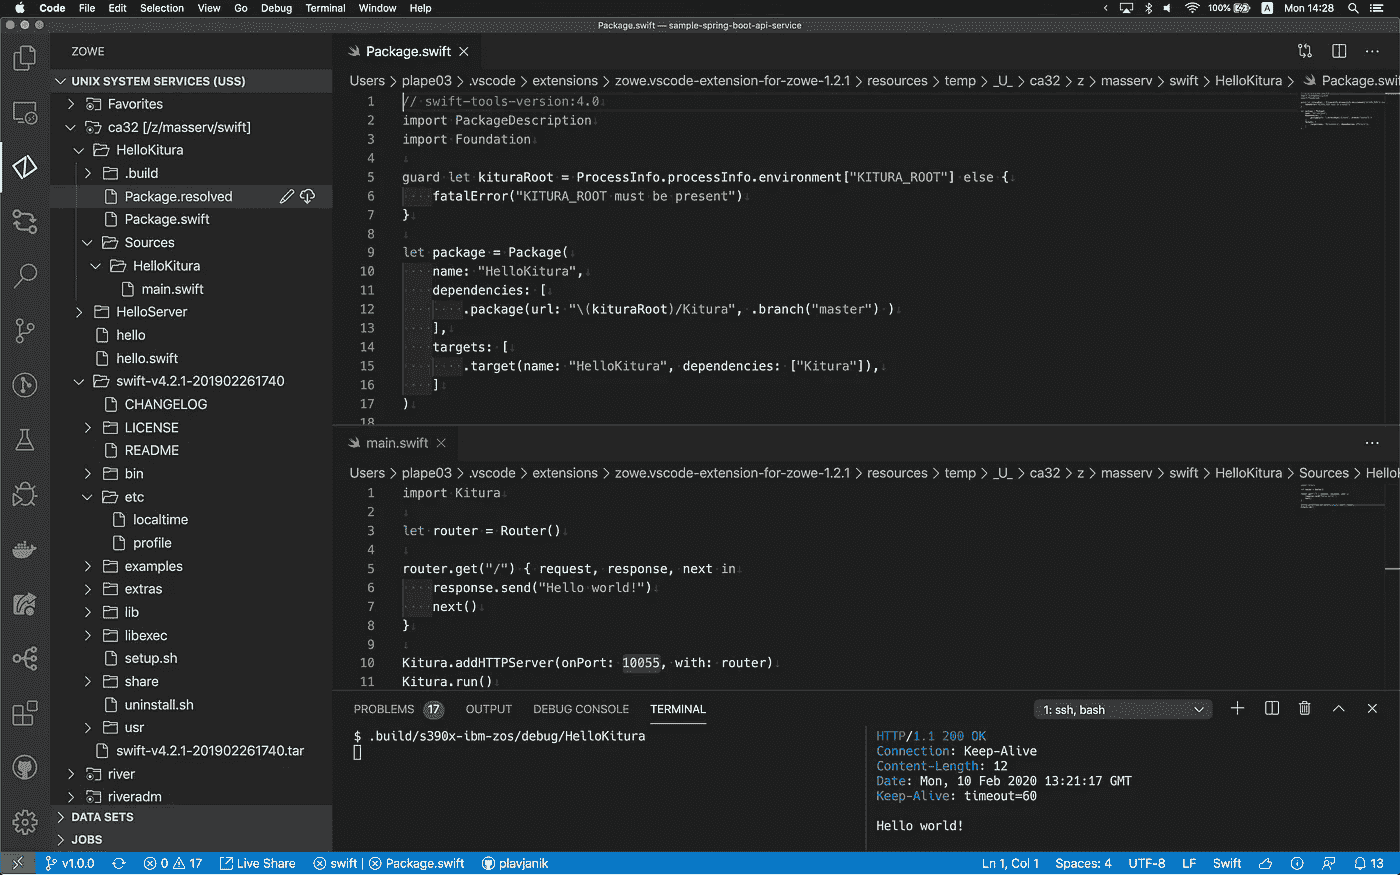 Code File Edit Selection View Go Debug Terminal Window Help 100% A Mon 14:28
Package.swift — sample-spring-boot-api-service
ZOWE
UNIX SYSTEM SERVICES (USS)
Favorites
ca32 [/z/masserv/swift]
HelloKitura
.build
Package.resolved
Package.swift
Sources
HelloKitura
main.swift
HelloServer
hello
hello.swift
swift-v4.2.1-201902261740
CHANGELOG
LICENSE
README
bin
etc
localtime
profile
examples
extras
lib
libexec
setup.sh
share
uninstall.sh
usr
swift-v4.2.1-201902261740.tar
river
riveradm
DATA SETS
JOBS
Package.swift
Users > plape03 > .vscode > extensions > zowe.vscode-extension-for-zowe-1.2.1 > resources > temp > _U_ > ca32 > z > masserv > swift > HelloKitura > Package.swift
1 // swift-tools-version:4.0
2 import PackageDescription
3 import Foundation
4
5 guard let kituraRoot = ProcessInfo.processInfo.environment["KITURA_ROOT"] else {
6     fatalError("KITURA_ROOT must be present")
7 }
8
9 let package = Package(
10     name: "HelloKitura",
11     dependencies: [
12         .package(url: "\(kituraRoot)/Kitura", .branch("master") )
13     ],
14     targets: [
15         .target(name: "HelloKitura", dependencies: ["Kitura"]),
16     ]
17 )
18
main.swift
Users > plape03 > .vscode > extensions > zowe.vscode-extension-for-zowe-1.2.1 > resources > temp > _U_ > ca32 > z > masserv > swift > HelloKitura > Sources > Hello
1 import Kitura
2
3 let router = Router()
4
5 router.get("/") { request, response, next in
6     response.send("Hello world!")
7     next()
8 }
9
10 Kitura.addHTTPServer(onPort: 10055, with: router)
11 Kitura.run()
PROBLEMS 17 OUTPUT DEBUG CONSOLE TERMINAL 1: ssh, bash
$ .build/s390x-ibm-zos/debug/HelloKitura
HTTP/1.1 200 OK
Connection: Keep-Alive
Content-Length: 12
Date: Mon, 10 Feb 2020 13:21:17 GMT
Keep-Alive: timeout=60
Hello world!
v1.0.0 0 17 Live Share swift | Package.swift plavjanik Ln 1, Col 1 Spaces: 4 UTF-8 LF Swift 13